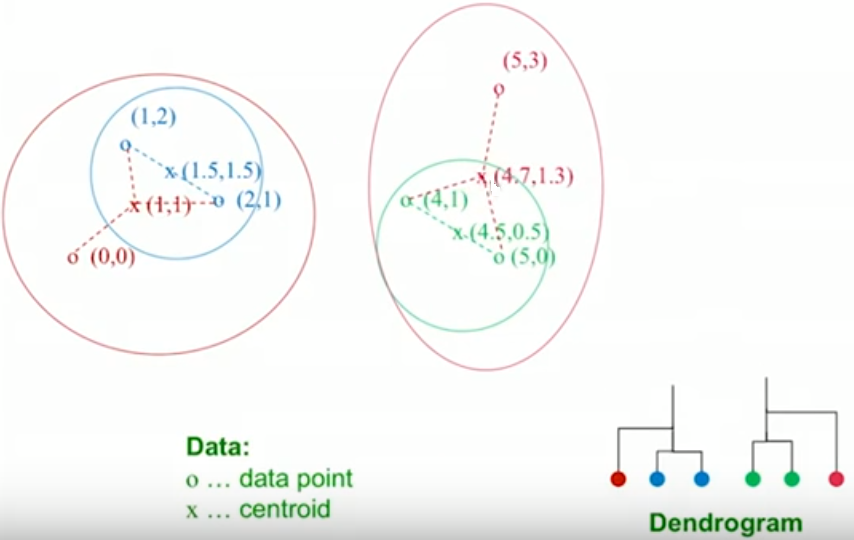 (5,3)
(1,2)
x (1.5,1.5)
x (4.7,1.3)
x (1,1)
o (2,1)
o (4,1)
x (4.5,0.5)
o (0,0)
o (5,0)
Data:
o ... data point
x ... centroid
Dendrogram